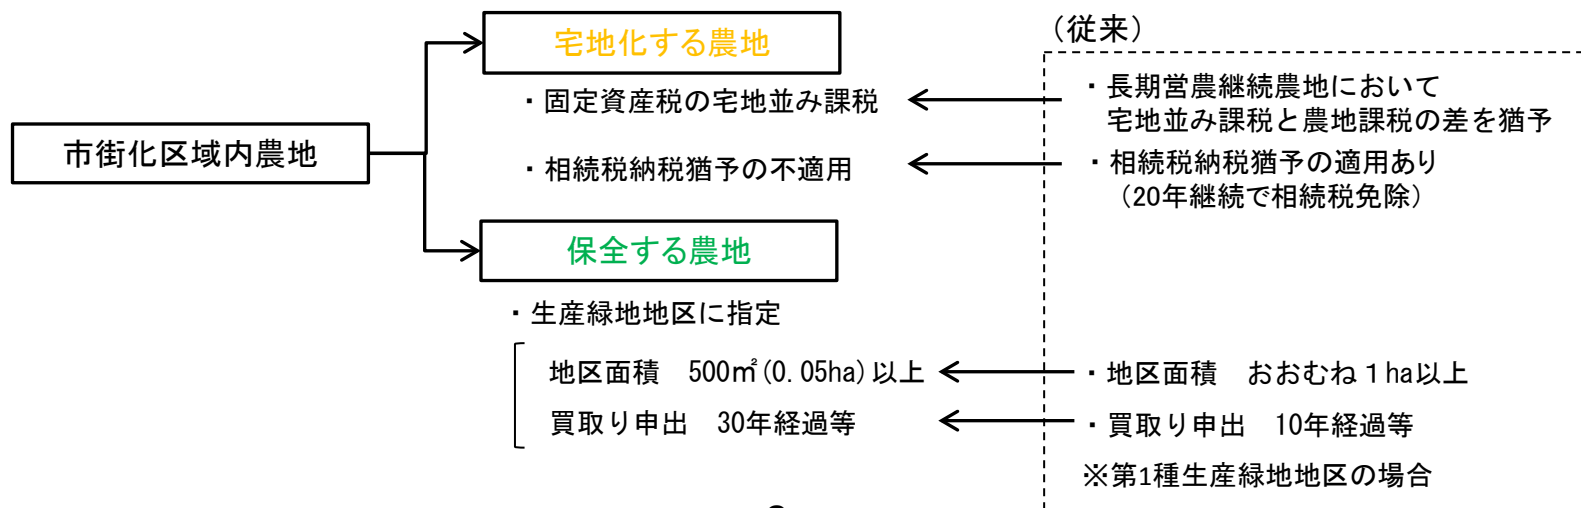 (従来)
宅地化する農地
・固定資産税の宅地並み課税
・長期営農継続農地において
宅地並み課税と農地課税の差を猶予
市街化区域内農地
・相続税納税猶予の不適用
・相続税納税猶予の適用あり
(20年継続で相続税免除)
保全する農地
・生産緑地地区に指定
地区面積　500㎡(0.05ha)以上
・地区面積　おおむね１ha以上
買取り申出　30年経過等
・買取り申出　10年経過等
※第1種生産緑地地区の場合